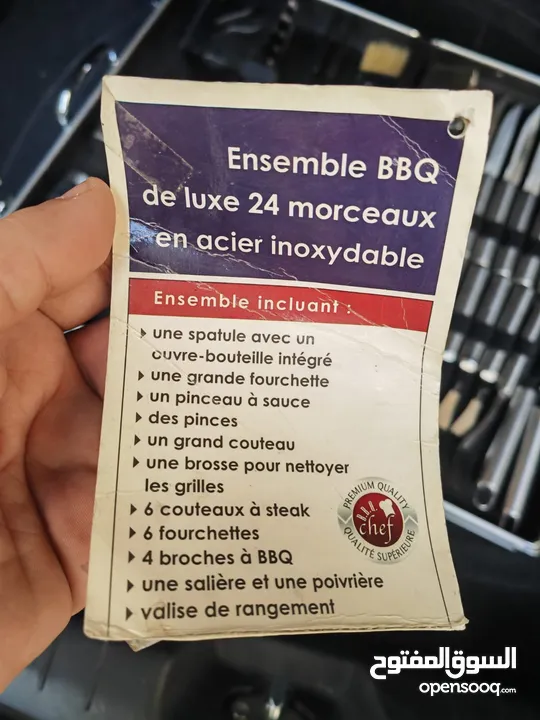 Ensemble BBQ
de luxe 24 morceaux
en acier inoxydable
Ensemble incluant :
une spatule avec un
ouvre-bouteille intégré
une grande fourchette
un pinceau à sauce
des pinces
un grand couteau
une brosse pour nettoyer
les grilles
6 couteaux à steak
6 fourchettes
4 broches à BBQ
une salière et une poivrière
valise de rangement
PREMIUM QUALITY
B.B.Q.
chef
QUALITÉ SUPÉRIEURE
السوق المفتوح
opensooq.com